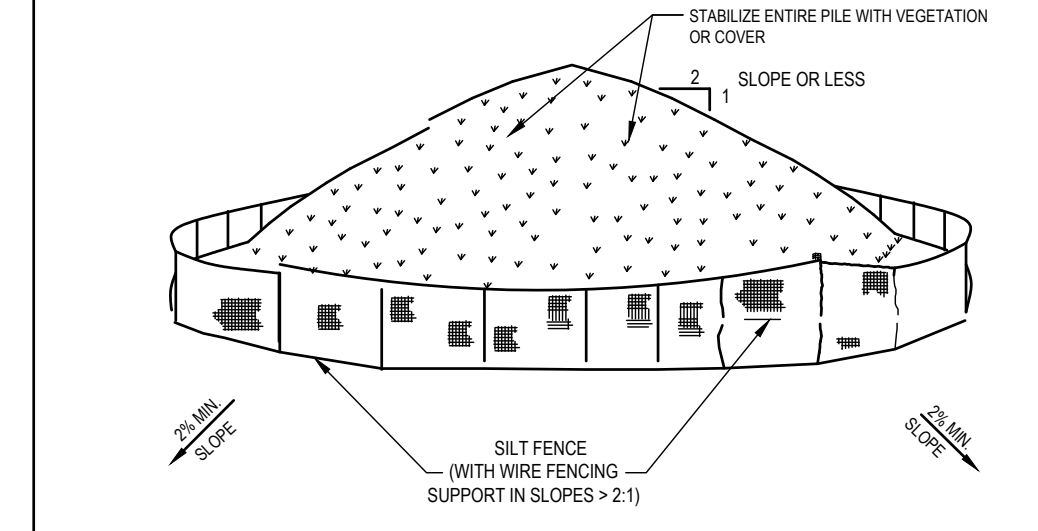 STABILIZE ENTIRE PILE WITH VEGETATION
OR COVER
2
1
SLOPE OR LESS
2% MIN.
SLOPE
2% MIN.
SLOPE
SILT FENCE
(WITH WIRE FENCING
SUPPORT IN SLOPES > 2:1)